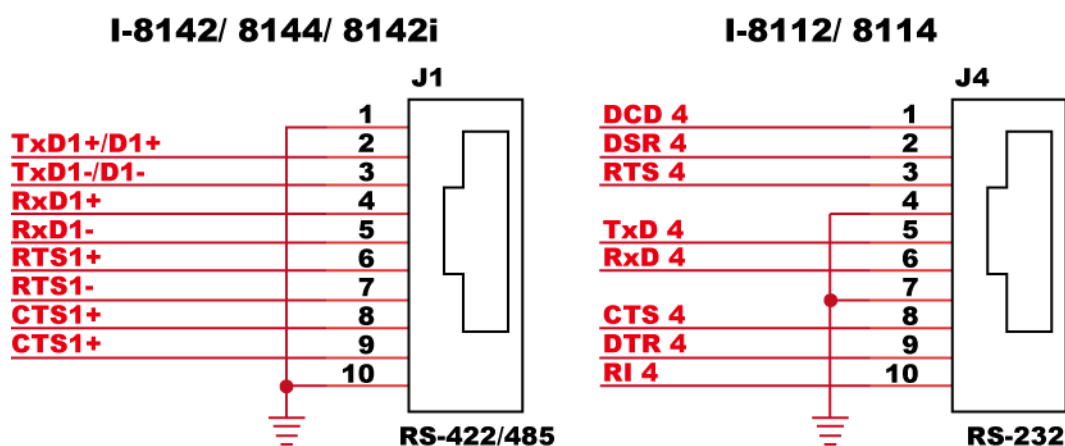 I-8142/ 8144/ 8142i
J1
1
TxD1+/D1+ 2
TxD1-/D1- 3
RxD1+ 4
RxD1- 5
RTS1+ 6
RTS1- 7
CTS1+ 8
CTS1+ 9
10
RS-422/485
I-8112/ 8114
J4
DCD 4 1
DSR 4 2
RTS 4 3
4
TxD 4 5
RxD 4 6
7
CTS 4 8
DTR 4 9
RI 4 10
RS-232